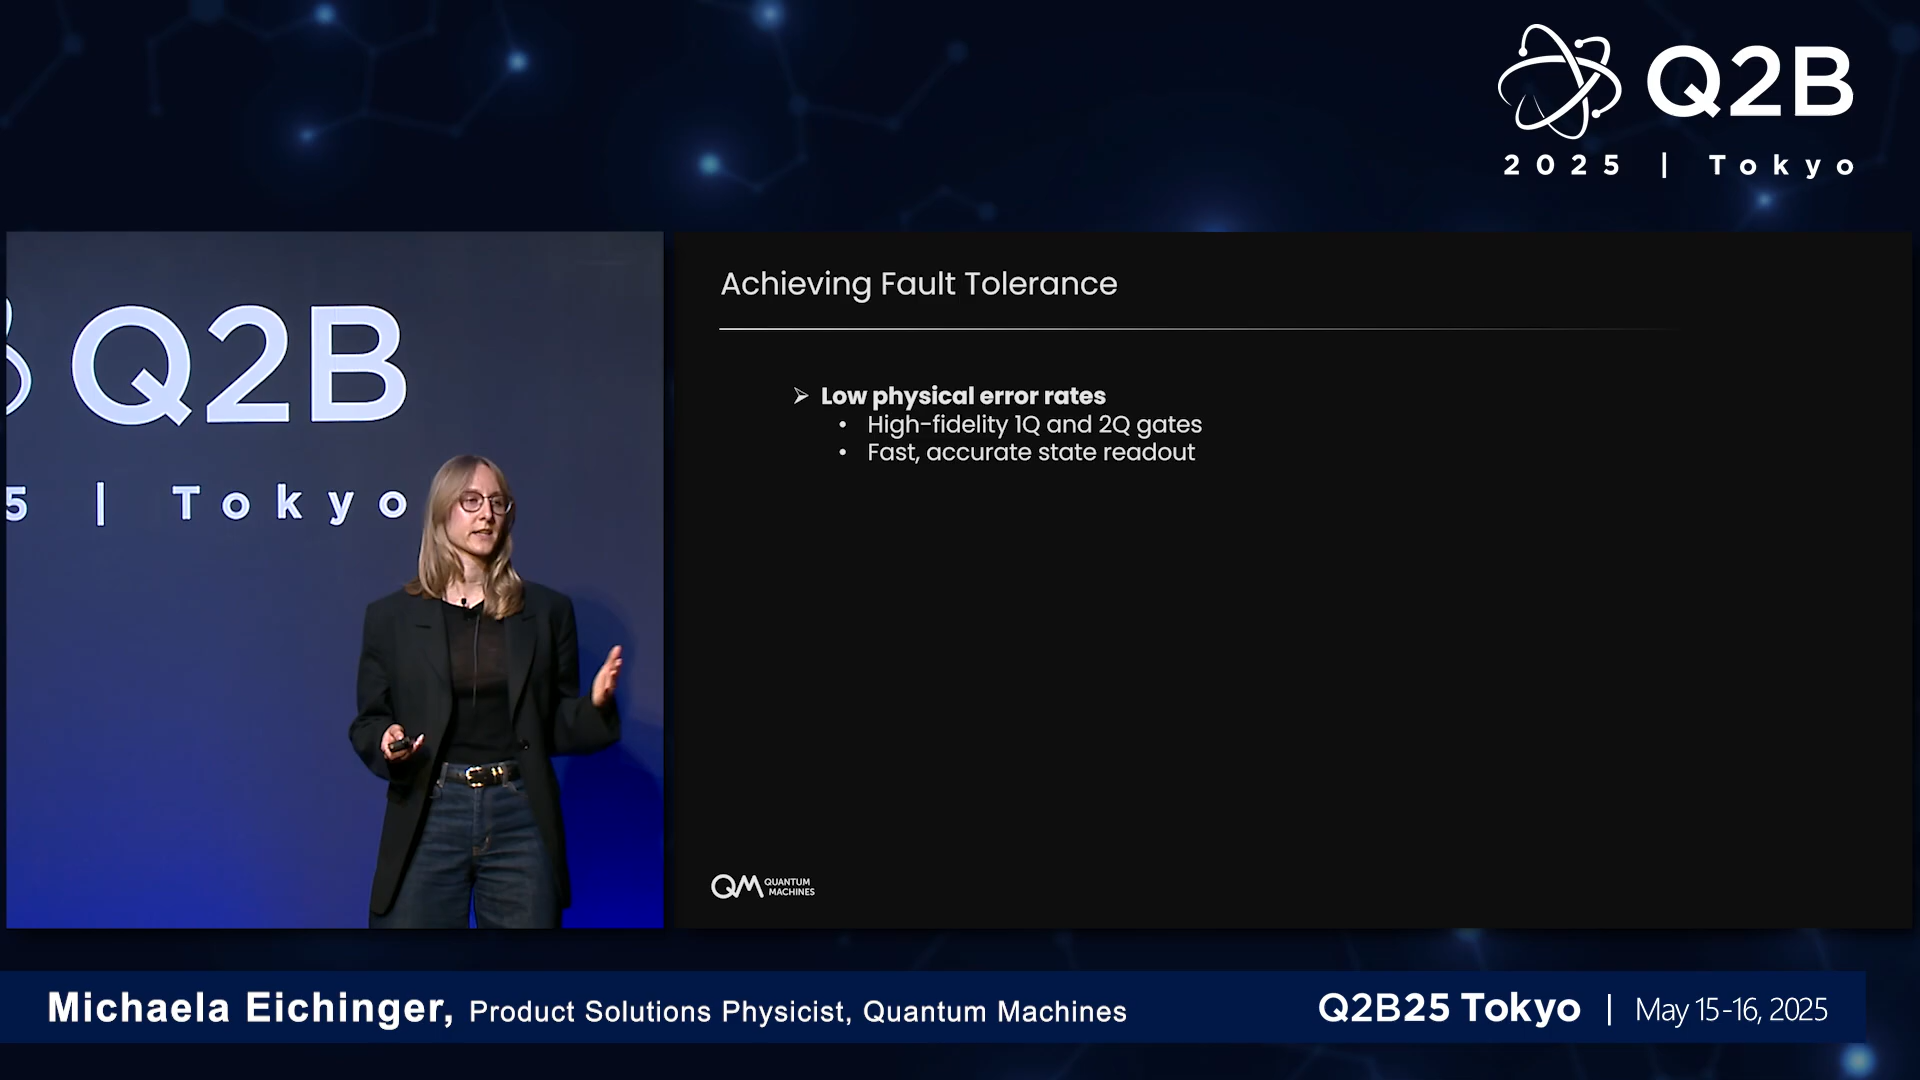 Q2B
2025 | Tokyo
Q2B
5 | Tokyo
Achieving Fault Tolerance
➢ Low physical error rates
• High-fidelity 1Q and 2Q gates
• Fast, accurate state readout
QM QUANTUM
MACHINES
Michaela Eichinger, Product Solutions Physicist, Quantum Machines
Q2B25 Tokyo | May 15-16, 2025